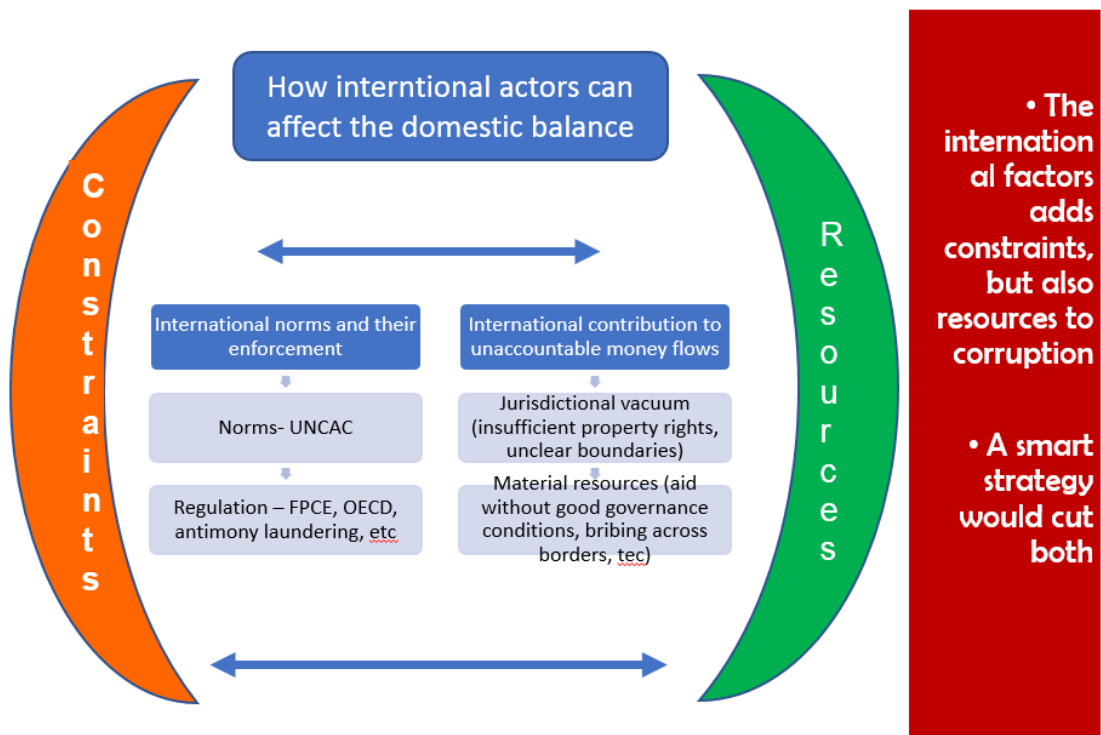 How interntional actors can
affect the domestic balance
Constraints
International norms and their
enforcement
Norms- UNCAC
Regulation – FPCE, OECD,
antimony laundering, etc
International contribution to
unaccountable money flows
Jurisdictional vacuum
(insufficient property rights,
unclear boundaries)
Material resources (aid
without good governance
conditions, bribing across
borders, tec)
Resources
• The
internation
al factors
adds
constraints,
but also
resources to
corruption
• A smart
strategy
would cut
both